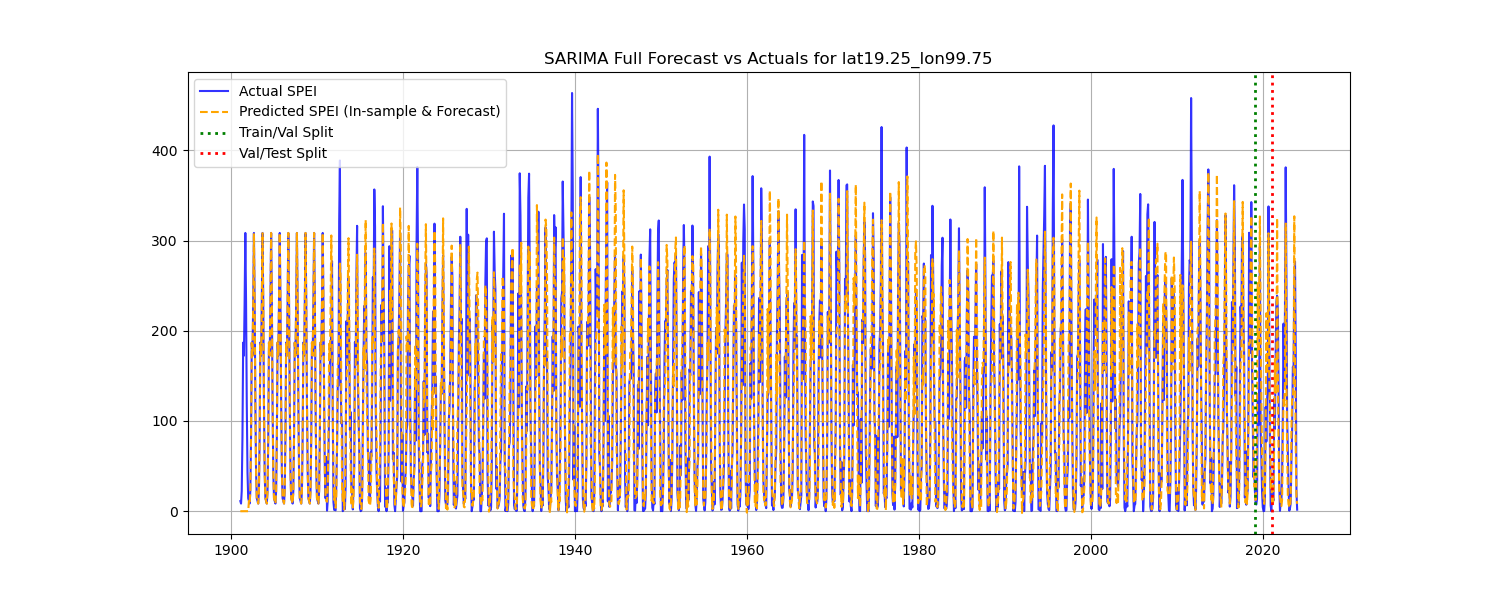 SARIMA Full Forecast vs Actuals for lat19.25_lon99.75
Actual SPEI
Predicted SPEI (In-sample & Forecast)
Train/Val Split
Val/Test Split
400
300
200
100
0
1900 1920 1940 1960 1980 2000 2020